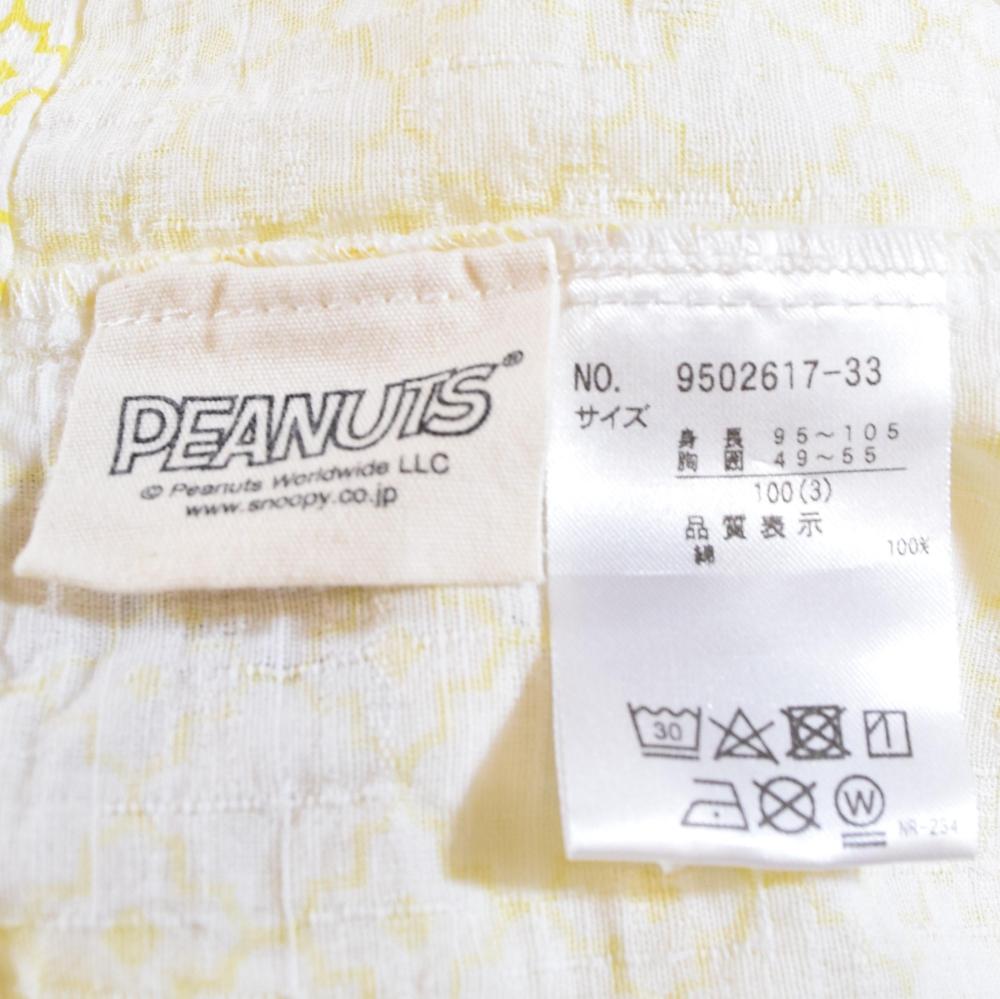 PEANUTS®
© Peanuts Worldwide LLC
www.snoopy.co.jp
NO. 9502617-33
サイズ
身長 95～105
胸囲 49～55
100(3)
品質表示
綿 100%
30
W
NR-234